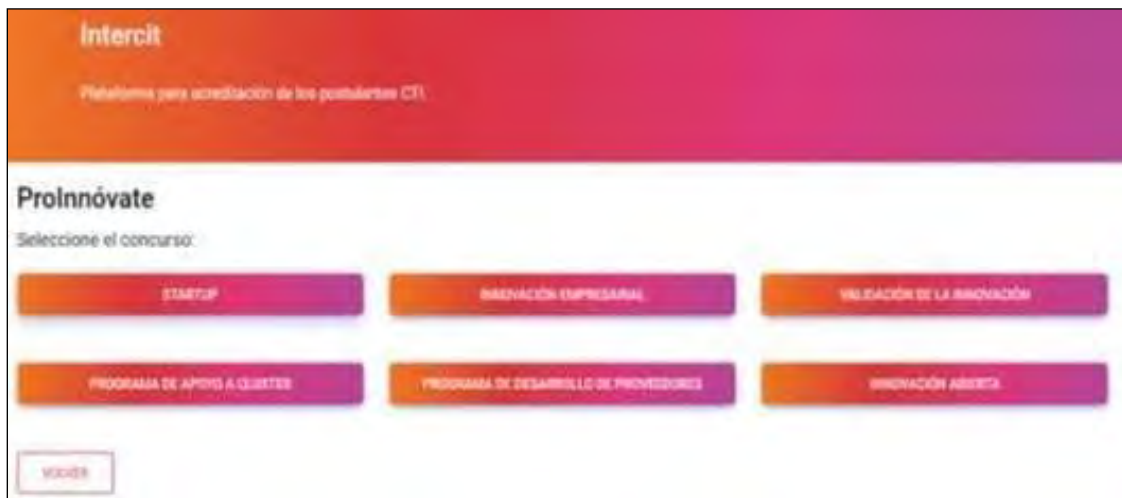 Intercit
Plataforma para acreditación de los postulantes CTI.
ProInnóvate
Seleccione el concurso:
STARTUP
INNOVACIÓN EMPRESARIAL
VALIDACIÓN DE LA INNOVACIÓN
PROGRAMA DE APOYO A CLUSTER
PROGRAMA DE DESARROLLO DE PROVEEDORES
INNOVACIÓN ABIERTA
VOLVER